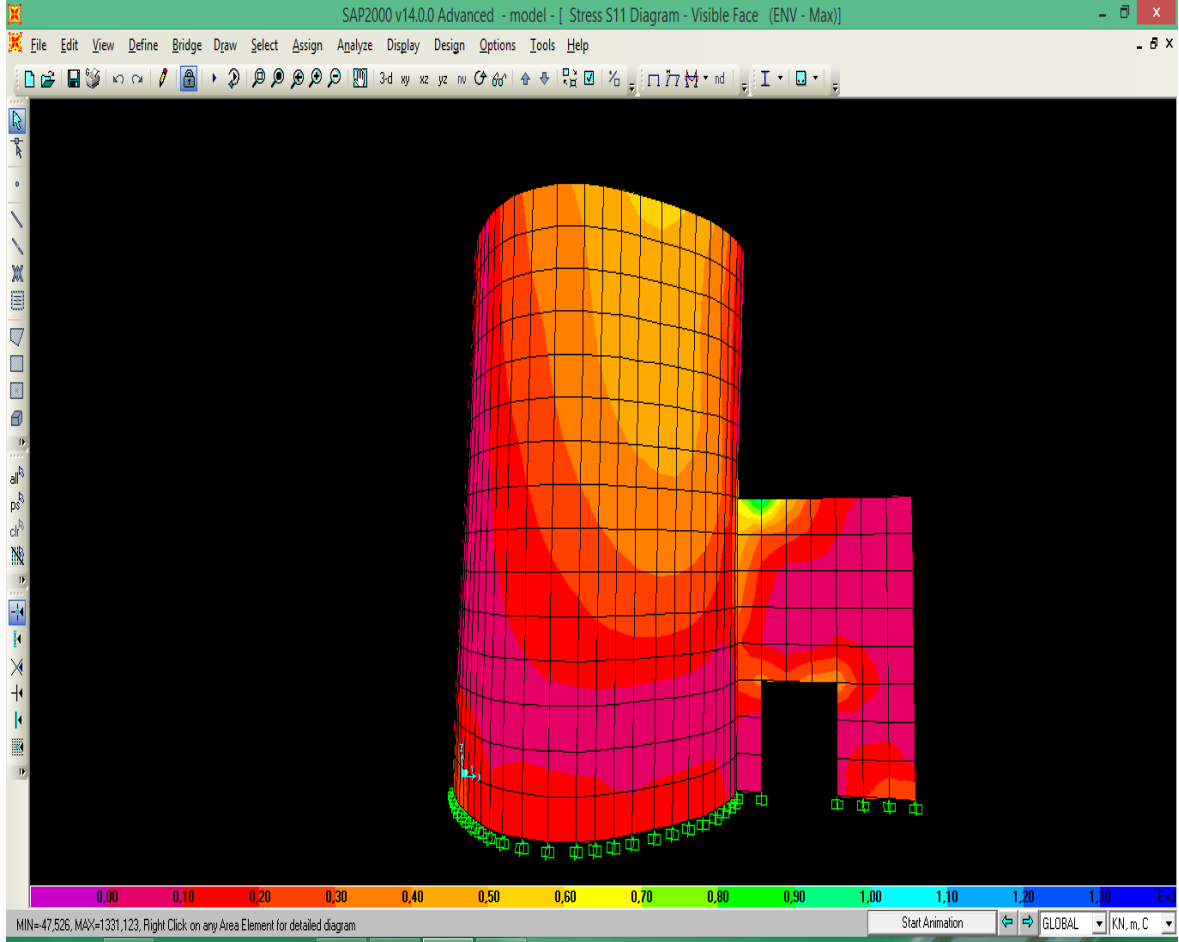 SAP2000 v14.0.0 Advanced - model - [ Stress S11 Diagram - Visible Face (ENV - Max)]
File Edit View Define Bridge Draw Select Assign Analyze Display Design Options Tools Help
3-d xy xz yz nv nd
all
ps
clr
0,00 0,10 0,20 0,30 0,40 0,50 0,60 0,70 0,80 0,90 1,00 1,10 1,20 1,30
MIN=-47,526, MAX=1331,123, Right Click on any Area Element for detailed diagram
Start Animation
GLOBAL
KN, m, C